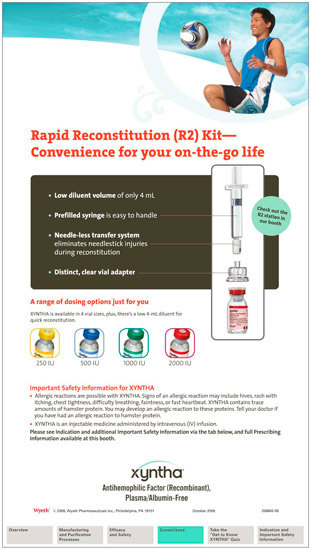 Rapid Reconstitution (R2) Kit—
Convenience for your on-the-go life
• Low diluent volume of only 4 mL
• Prefilled syringe is easy to handle
• Needle-less transfer system
eliminates needlestick injuries
during reconstitution
• Distinct, clear vial adapter
Check out the
R2 station in
our booth
A range of dosing options just for you
XYNTHA is available in 4 vial sizes, plus, there's a low 4-mL diluent for
quick reconstitution.
250 IU
500 IU
1000 IU
2000 IU
Important Safety Information for XYNTHA
• Allergic reactions are possible with XYNTHA. Signs of an allergic reaction may include hives, rash with
itching, chest tightness, difficulty breathing, faintness, or fast heartbeat. XYNTHA contains trace
amounts of hamster protein. You may develop an allergic reaction to these proteins. Tell your doctor if
you have had an allergic reaction to hamster protein.
• XYNTHA is an injectable medicine administered by intravenous (IV) infusion.
Please see Indication and additional Important Safety Information via the tab below, and full Prescribing
Information available at this booth.
xyntha
Antihemophilic Factor (Recombinant),
Plasma/Albumin-Free
Wyeth © 2009, Wyeth Pharmaceuticals Inc., Philadelphia, PA 19101 October 2009
Overview
Manufacturing
and Purification
Processes
Efficacy
and Safety
Convenience
Take the
"Get to Know
XYNTHA" Quiz
Indication and
Important Safety
Information